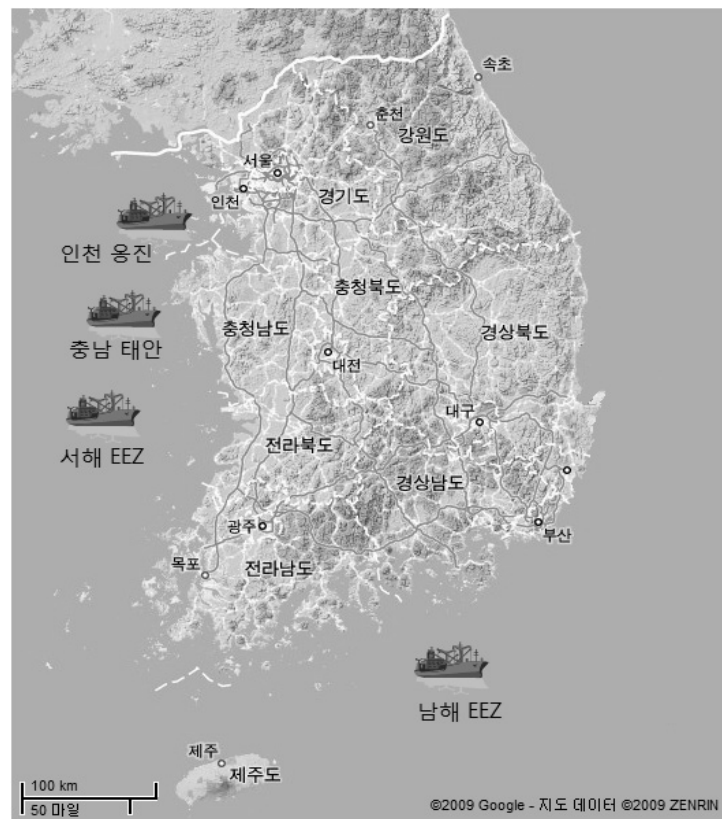 속초
춘천
강원도
서울
인천
경기도
인천 옹진
충청북도
충청남도
경상북도
충남 태안
대전
대구
서해 EEZ
전라북도
경상남도
광주
부산
목포
전라남도
남해 EEZ
제주
제주도
100 km
50 마일
©2009 Google - 지도 데이터 ©2009 ZENRIN